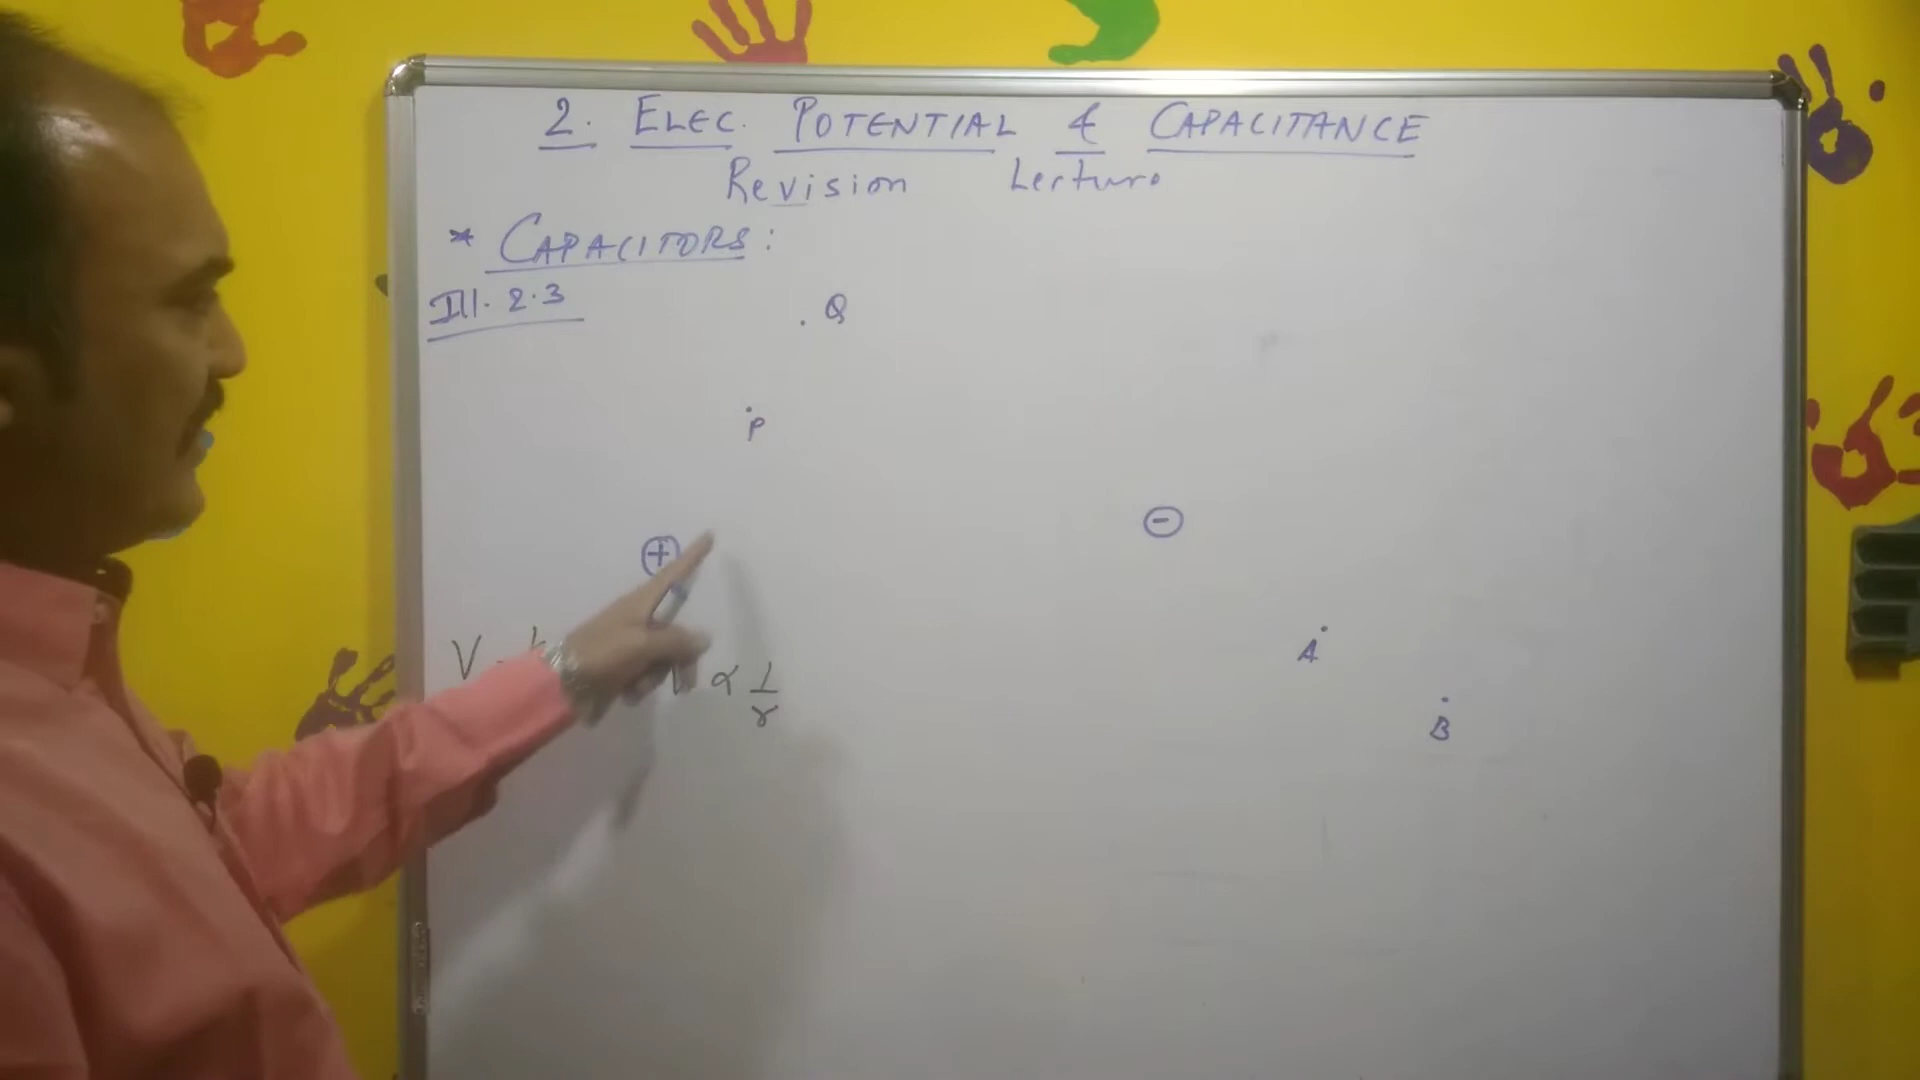 2. ELEC. POTENTIAL & CAPACITANCE
Revision Lecture
* CAPACITORS:
Ill. 2.3
. Q
P
+
-
V
∝ 1/r
A
B